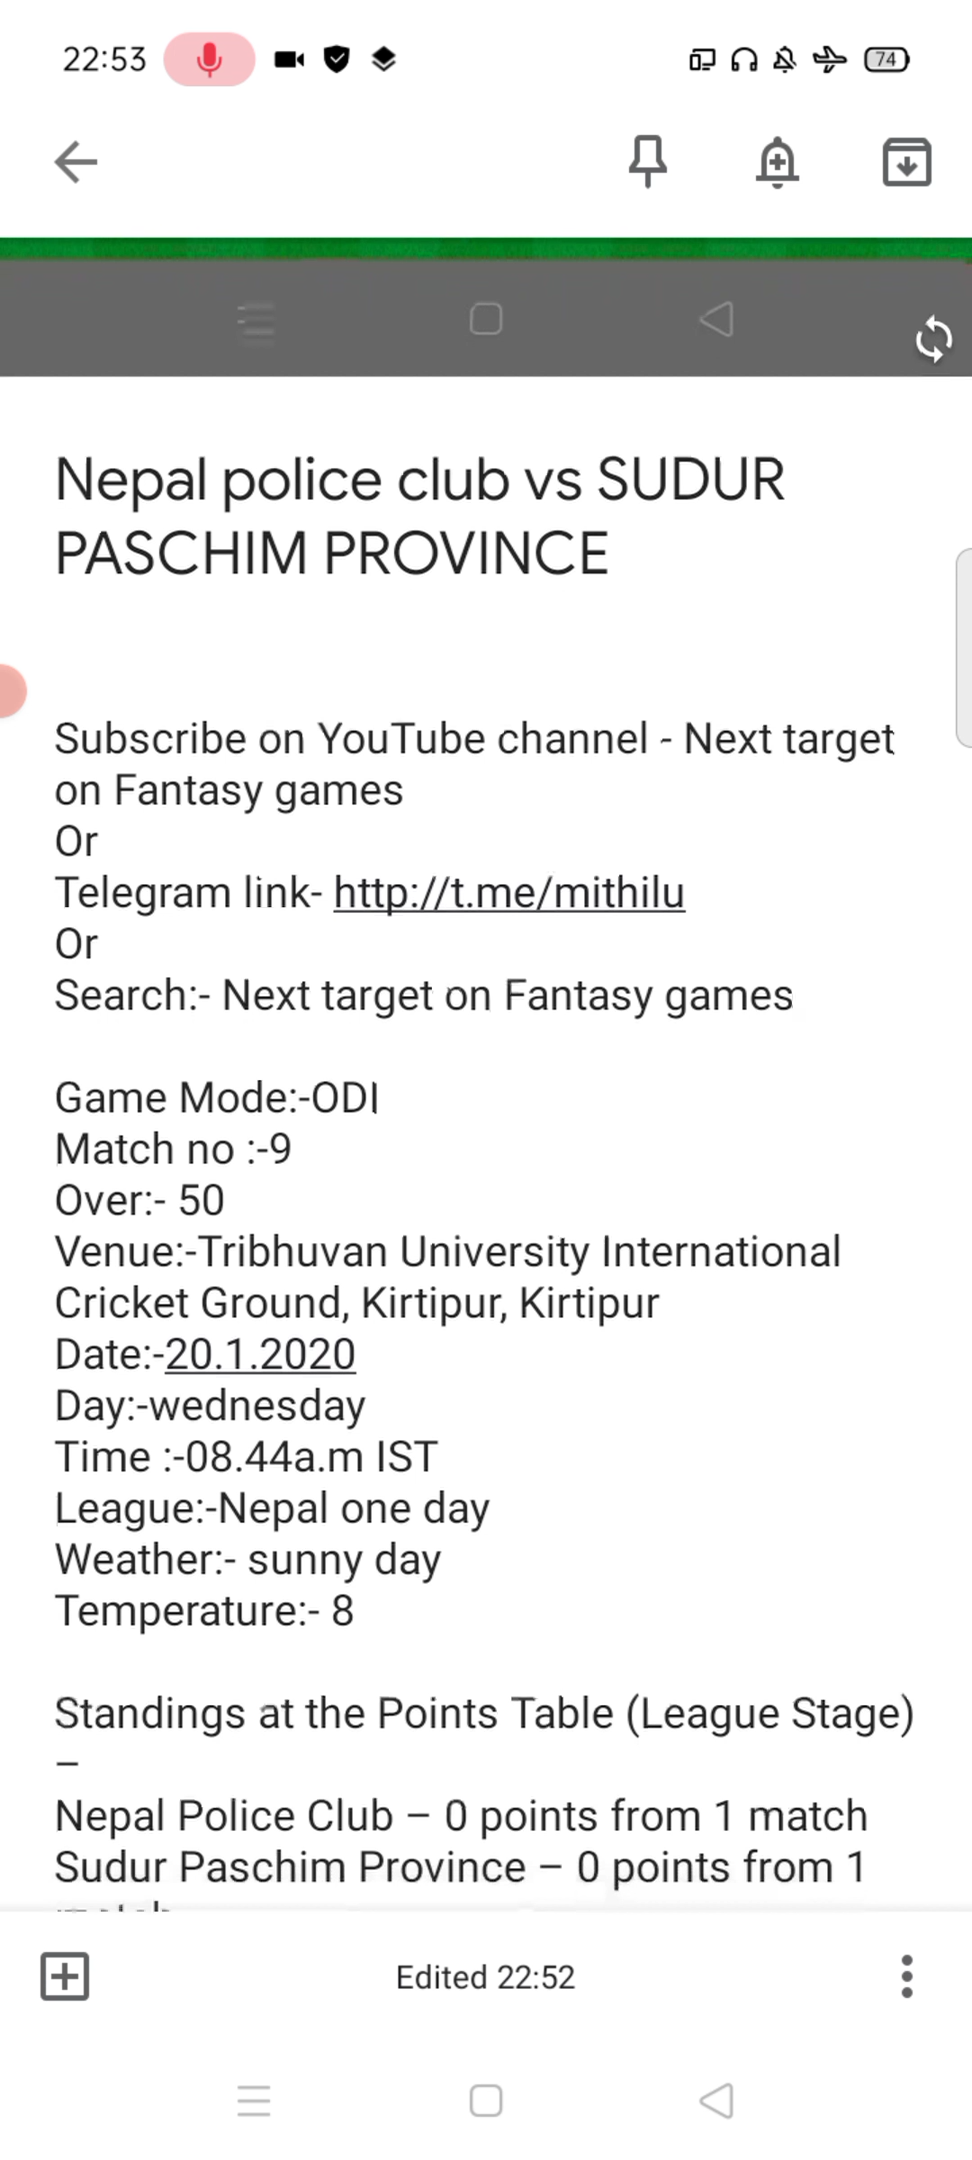 22:53
74
Nepal police club vs SUDUR
PASCHIM PROVINCE
Subscribe on YouTube channel - Next target
on Fantasy games
Or
Telegram link- http://t.me/mithilu
Or
Search:- Next target on Fantasy games
Game Mode:-ODI
Match no :-9
Over:- 50
Venue:-Tribhuvan University International
Cricket Ground, Kirtipur, Kirtipur
Date:-20.1.2020
Day:-wednesday
Time :-08.44a.m IST
League:-Nepal one day
Weather:- sunny day
Temperature:- 8
Standings at the Points Table (League Stage)
–
Nepal Police Club – 0 points from 1 match
Sudur Paschim Province – 0 points from 1
Edited 22:52